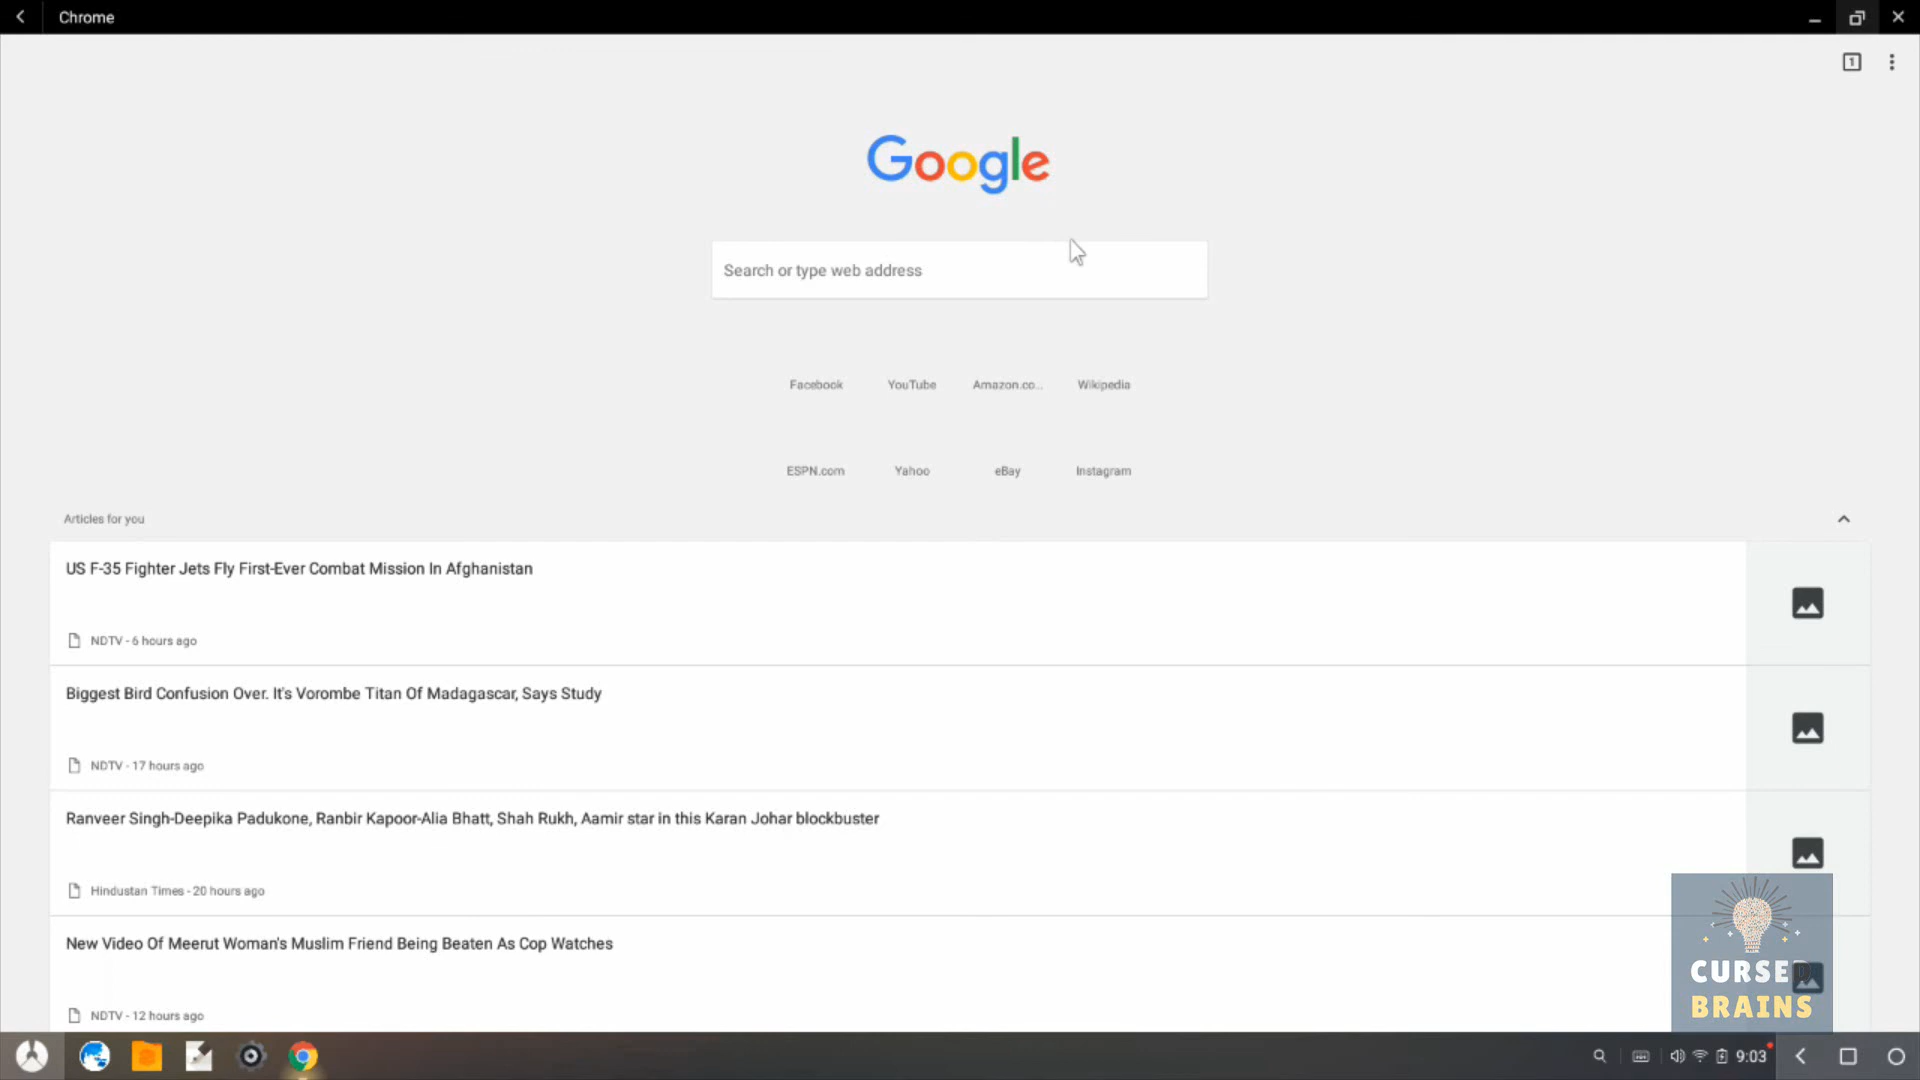 Chrome
1
Google
Search or type web address
Facebook YouTube Amazon.co... Wikipedia
ESPN.com Yahoo eBay Instagram
Articles for you
US F-35 Fighter Jets Fly First-Ever Combat Mission In Afghanistan
NDTV - 6 hours ago
Biggest Bird Confusion Over. It's Vorombe Titan Of Madagascar, Says Study
NDTV - 17 hours ago
Ranveer Singh-Deepika Padukone, Ranbir Kapoor-Alia Bhatt, Shah Rukh, Aamir star in this Karan Johar blockbuster
Hindustan Times - 20 hours ago
New Video Of Meerut Woman's Muslim Friend Being Beaten As Cop Watches
NDTV - 12 hours ago
CURSED
BRAINS
9:03